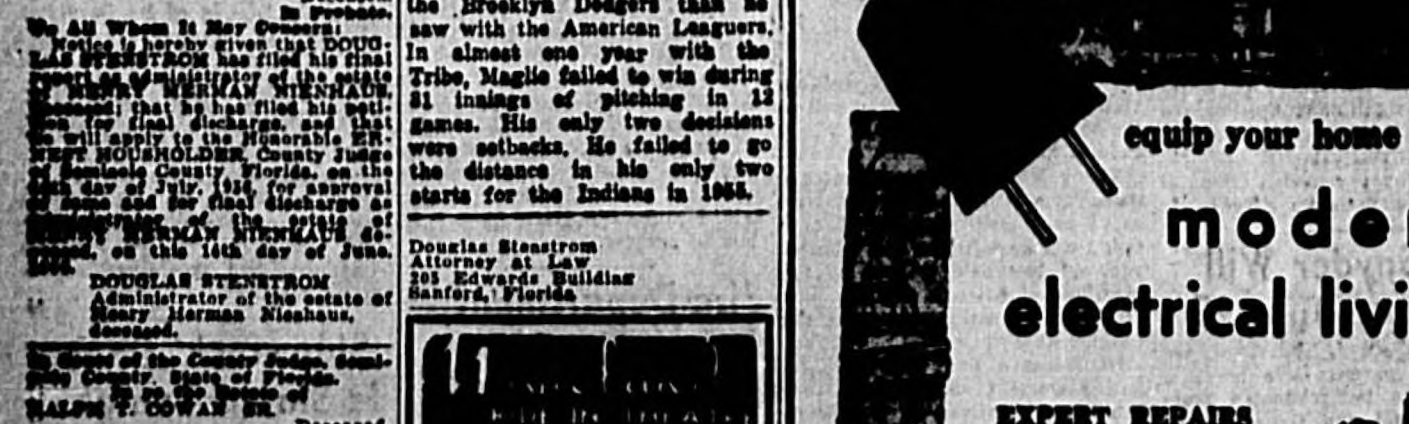 In Probate.
To All Whom It May Concern:
Notice is hereby given that DOUG-
LAS STENSTROM has filed his final
report as administrator of the estate
of HENRY HERMAN NIENHAUS,
deceased; that he has filed his peti-
tion for final discharge, and that
he will apply to the Honorable ER-
NEST HOUSHOLDER, County Judge
of Seminole County, Florida, on the
day of July, 1956, for approval
of same and for final discharge as
administrator of the estate of
HENRY HERMAN NIENHAUS, de-
ceased, on this 16th day of June,
DOUGLAS STENSTROM
Administrator of the estate of
Henry Herman Nienhaus,
deceased.
In Court of the County Judge, Semi-
nole County, State of Florida.
In re the Estate of
RALPH T. COWAN SR.
Deceased
the Brooklyn Dodgers than he
saw with the American Leaguers.
In almost one year with the
Tribe, Maglie failed to win during
31 innings of pitching in 12
games. His only two decisions
were setbacks. He failed to go
the distance in his only two
starts for the Indians in 1955.
Douglas Stenstrom
Attorney at Law
205 Edwards Building
Sanford, Florida
equip your home
moder
electrical livi
EXPERT REPAIRS